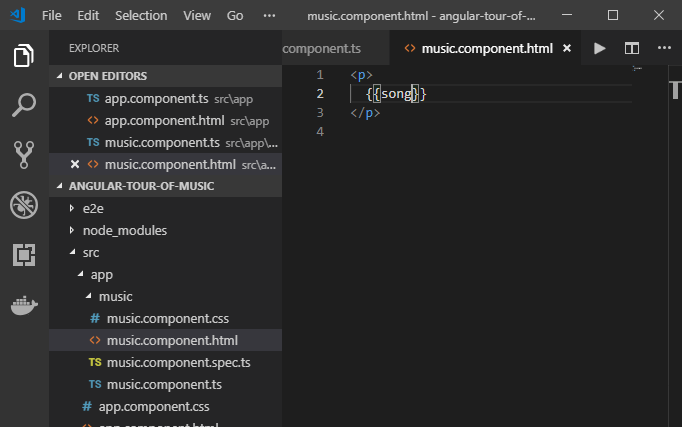 File Edit View Go ••• music.component.html - angular-tour-of-...
EXPLORER
component.ts
<> music.component.html ×
OPEN EDITORS
TS app.component.ts src\app
<> app.component.html src\app
TS music.component.ts src\app\...
× <> music.component.html src\a...
ANGULAR-TOUR-OF-MUSIC
e2e
node_modules
src
app
music
# music.component.css
<> music.component.html
TS music.component.spec.ts
TS music.component.ts
# app.component.css
<> app.component.html
1 <p>
2 {{song}}
3 </p>
4